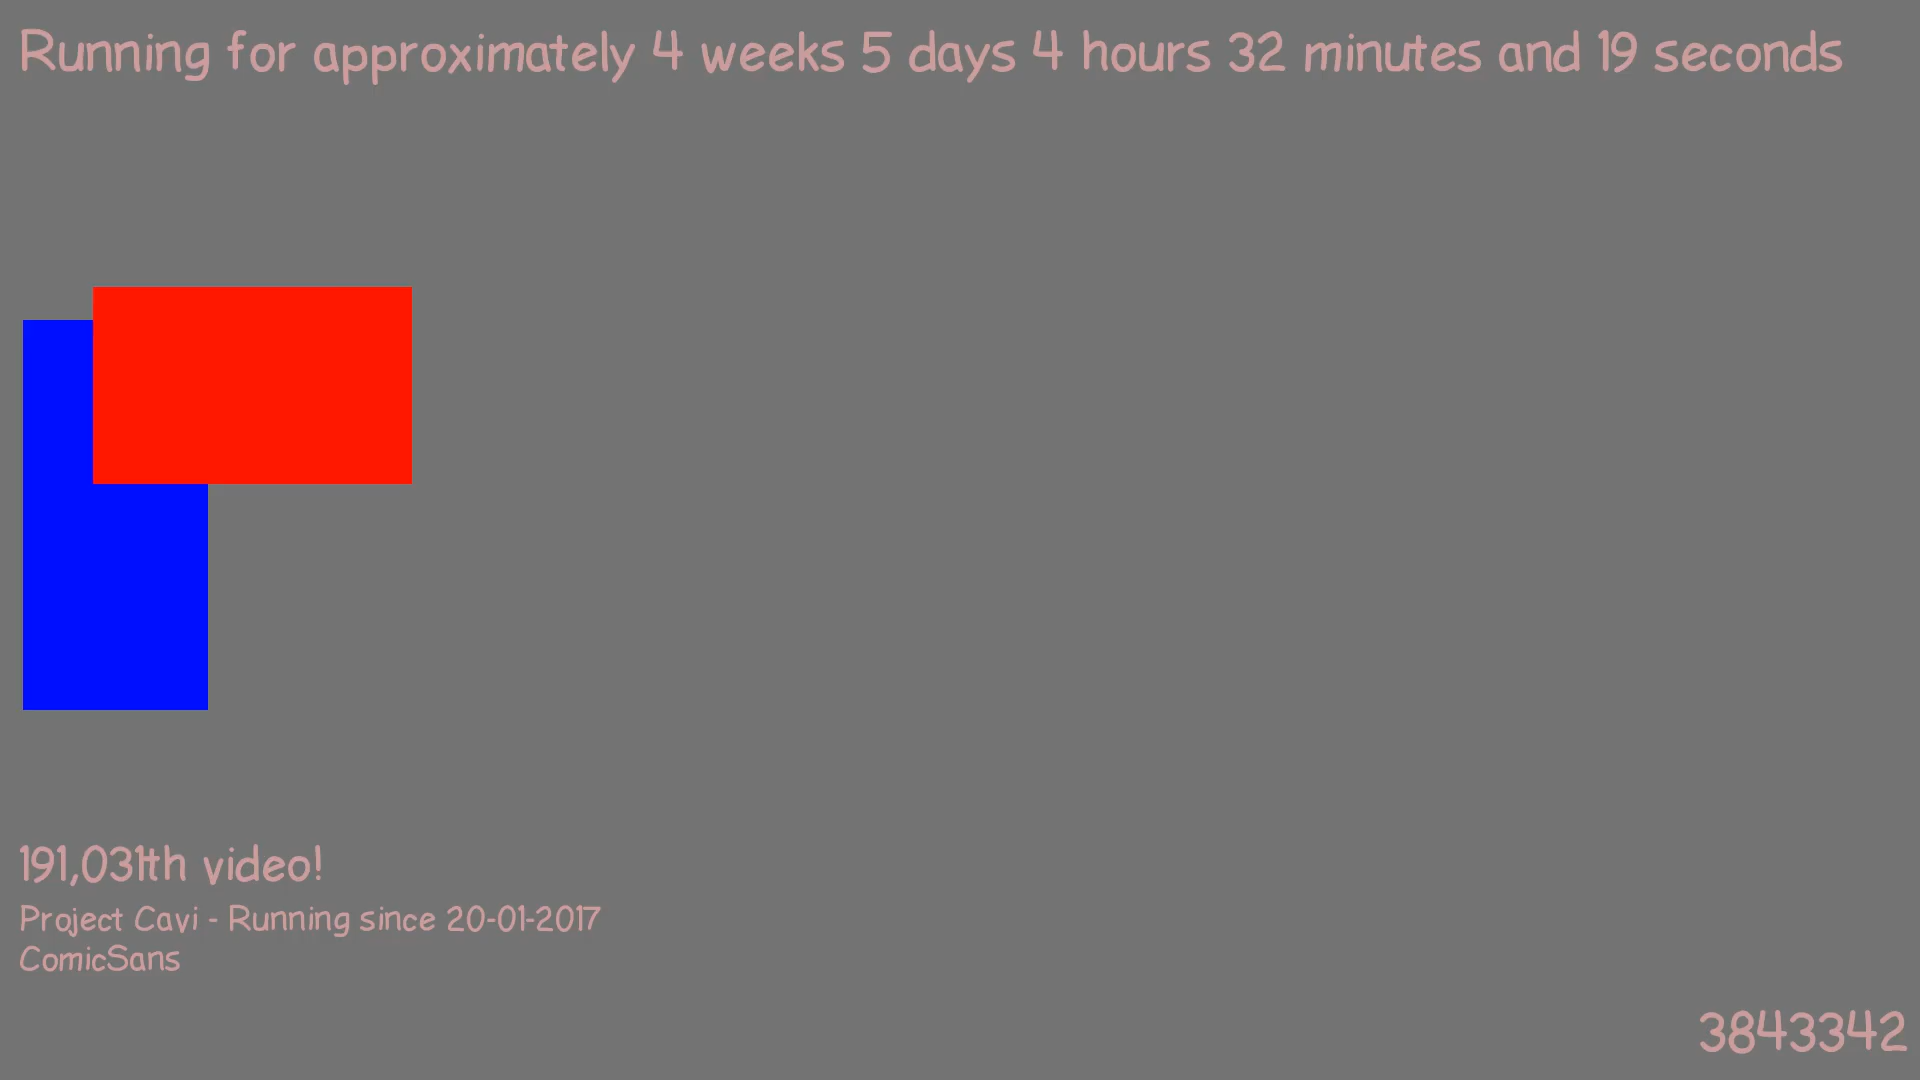 Running for approximately 4 weeks 5 days 4 hours 32 minutes and 19 seconds
191,031th video!
Project Cavi - Running since 20-01-2017
ComicSans
3843342